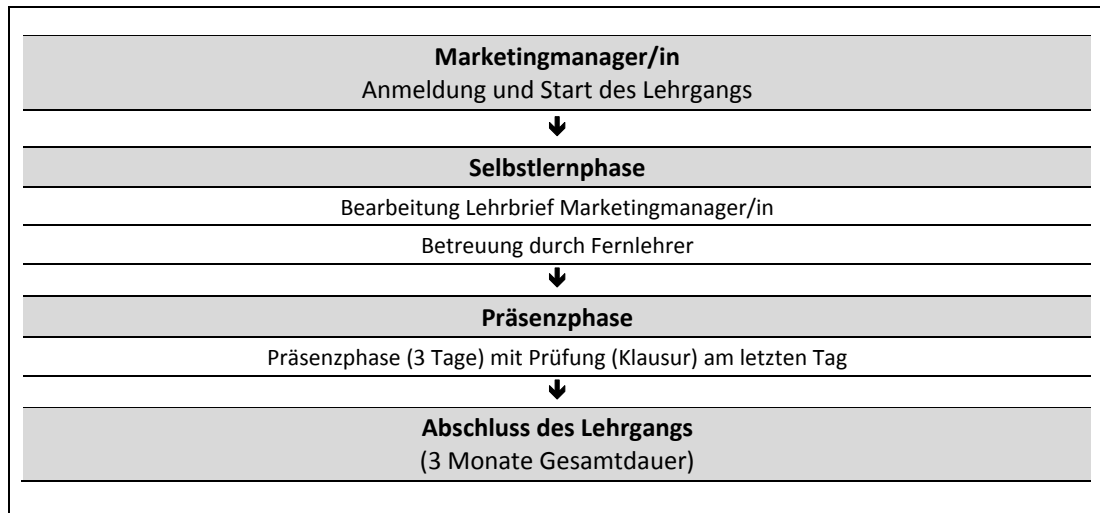 Marketingmanager/in
Anmeldung und Start des Lehrgangs
Selbstlernphase
Bearbeitung Lehrbrief Marketingmanager/in
Betreuung durch Fernlehrer
Präsenzphase
Präsenzphase (3 Tage) mit Prüfung (Klausur) am letzten Tag
Abschluss des Lehrgangs
(3 Monate Gesamtdauer)